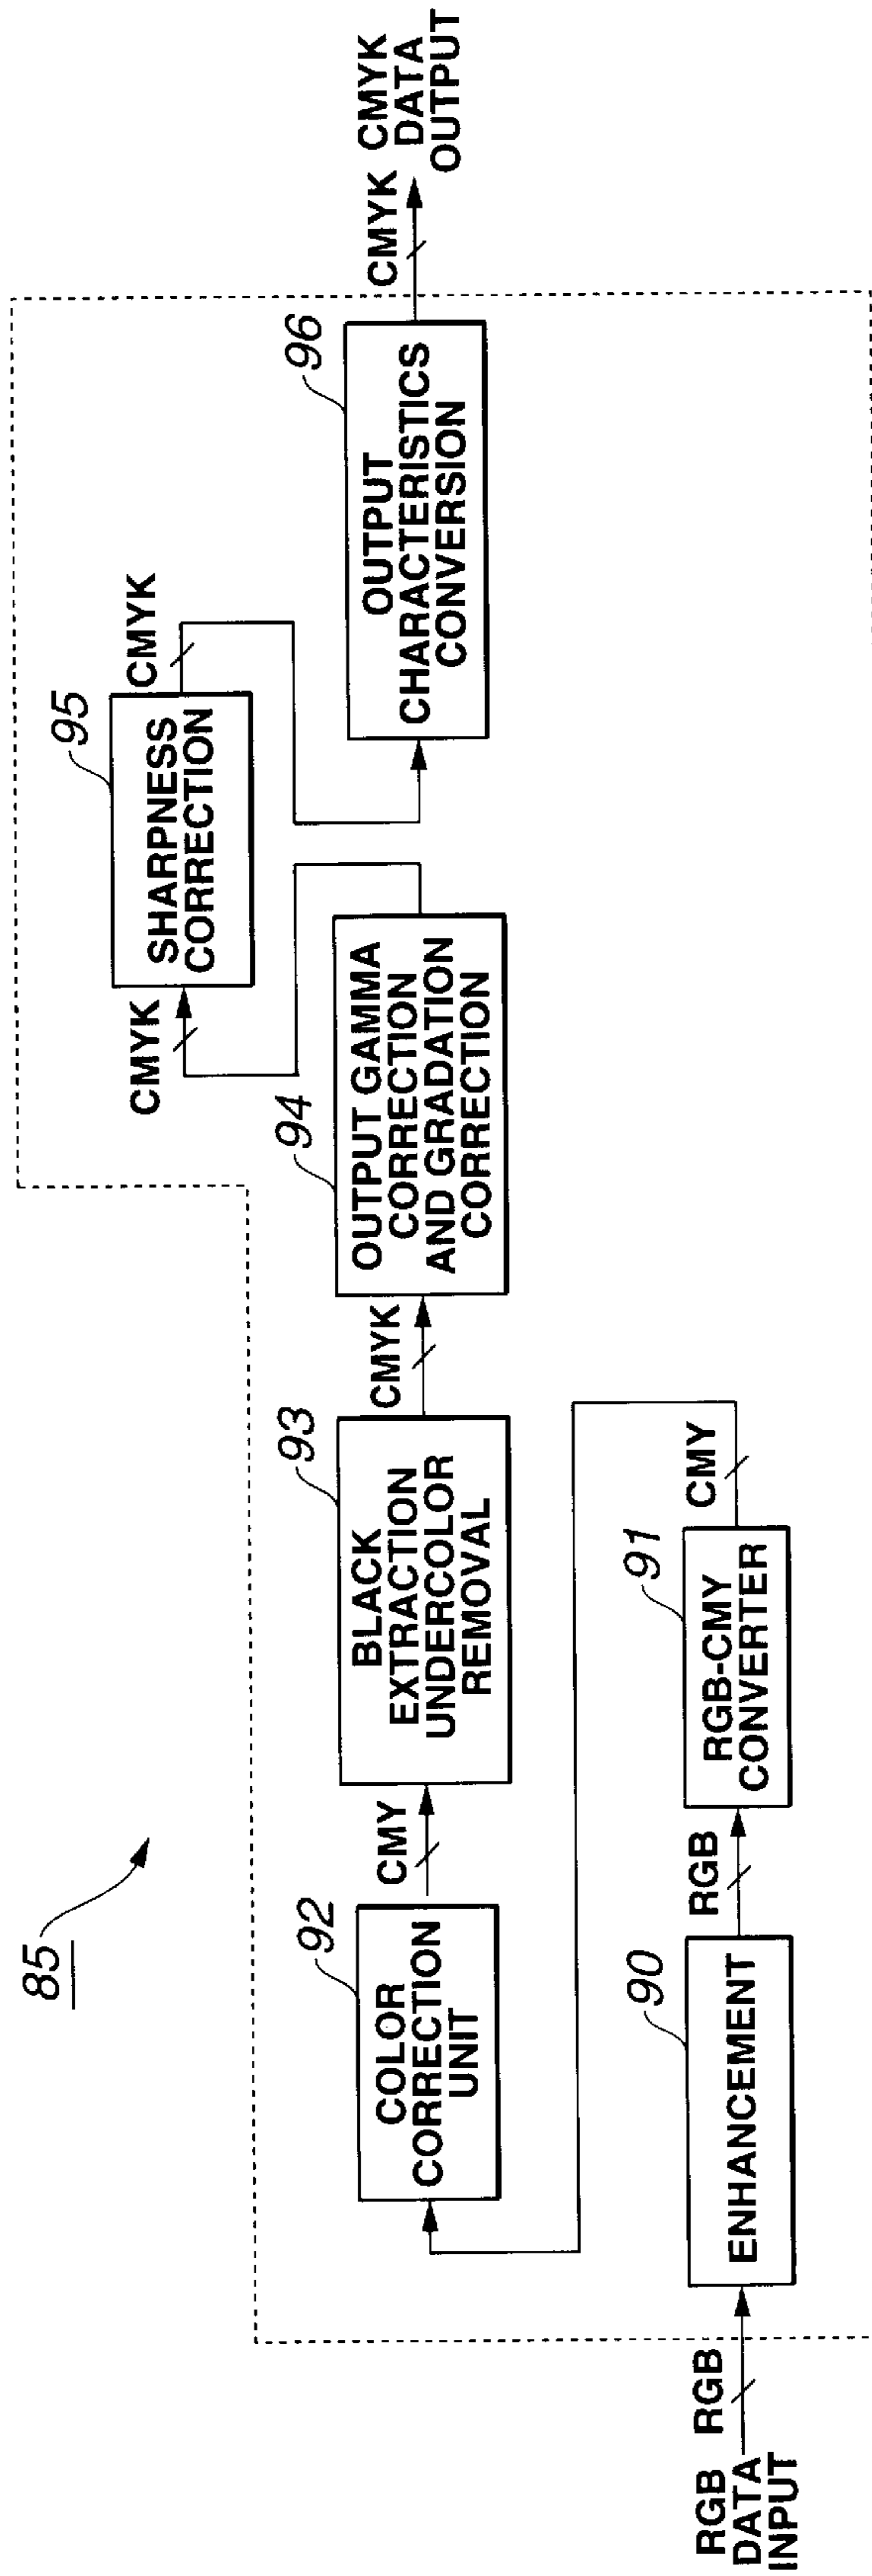 85
RGB
DATA
INPUT
RGB
90
ENHANCEMENT
RGB
91
RGB-CMY
CONVERTER
CMY
92
COLOR
CORRECTION
UNIT
CMY
93
BLACK
EXTRACTION
UNDERCOLOR
REMOVAL
CMYK
94
OUTPUT GAMMA
CORRECTION
AND GRADATION
CORRECTION
CMYK
95
SHARPNESS
CORRECTION
CMYK
96
OUTPUT
CHARACTERISTICS
CONVERSION
CMYK
CMYK
DATA
OUTPUT